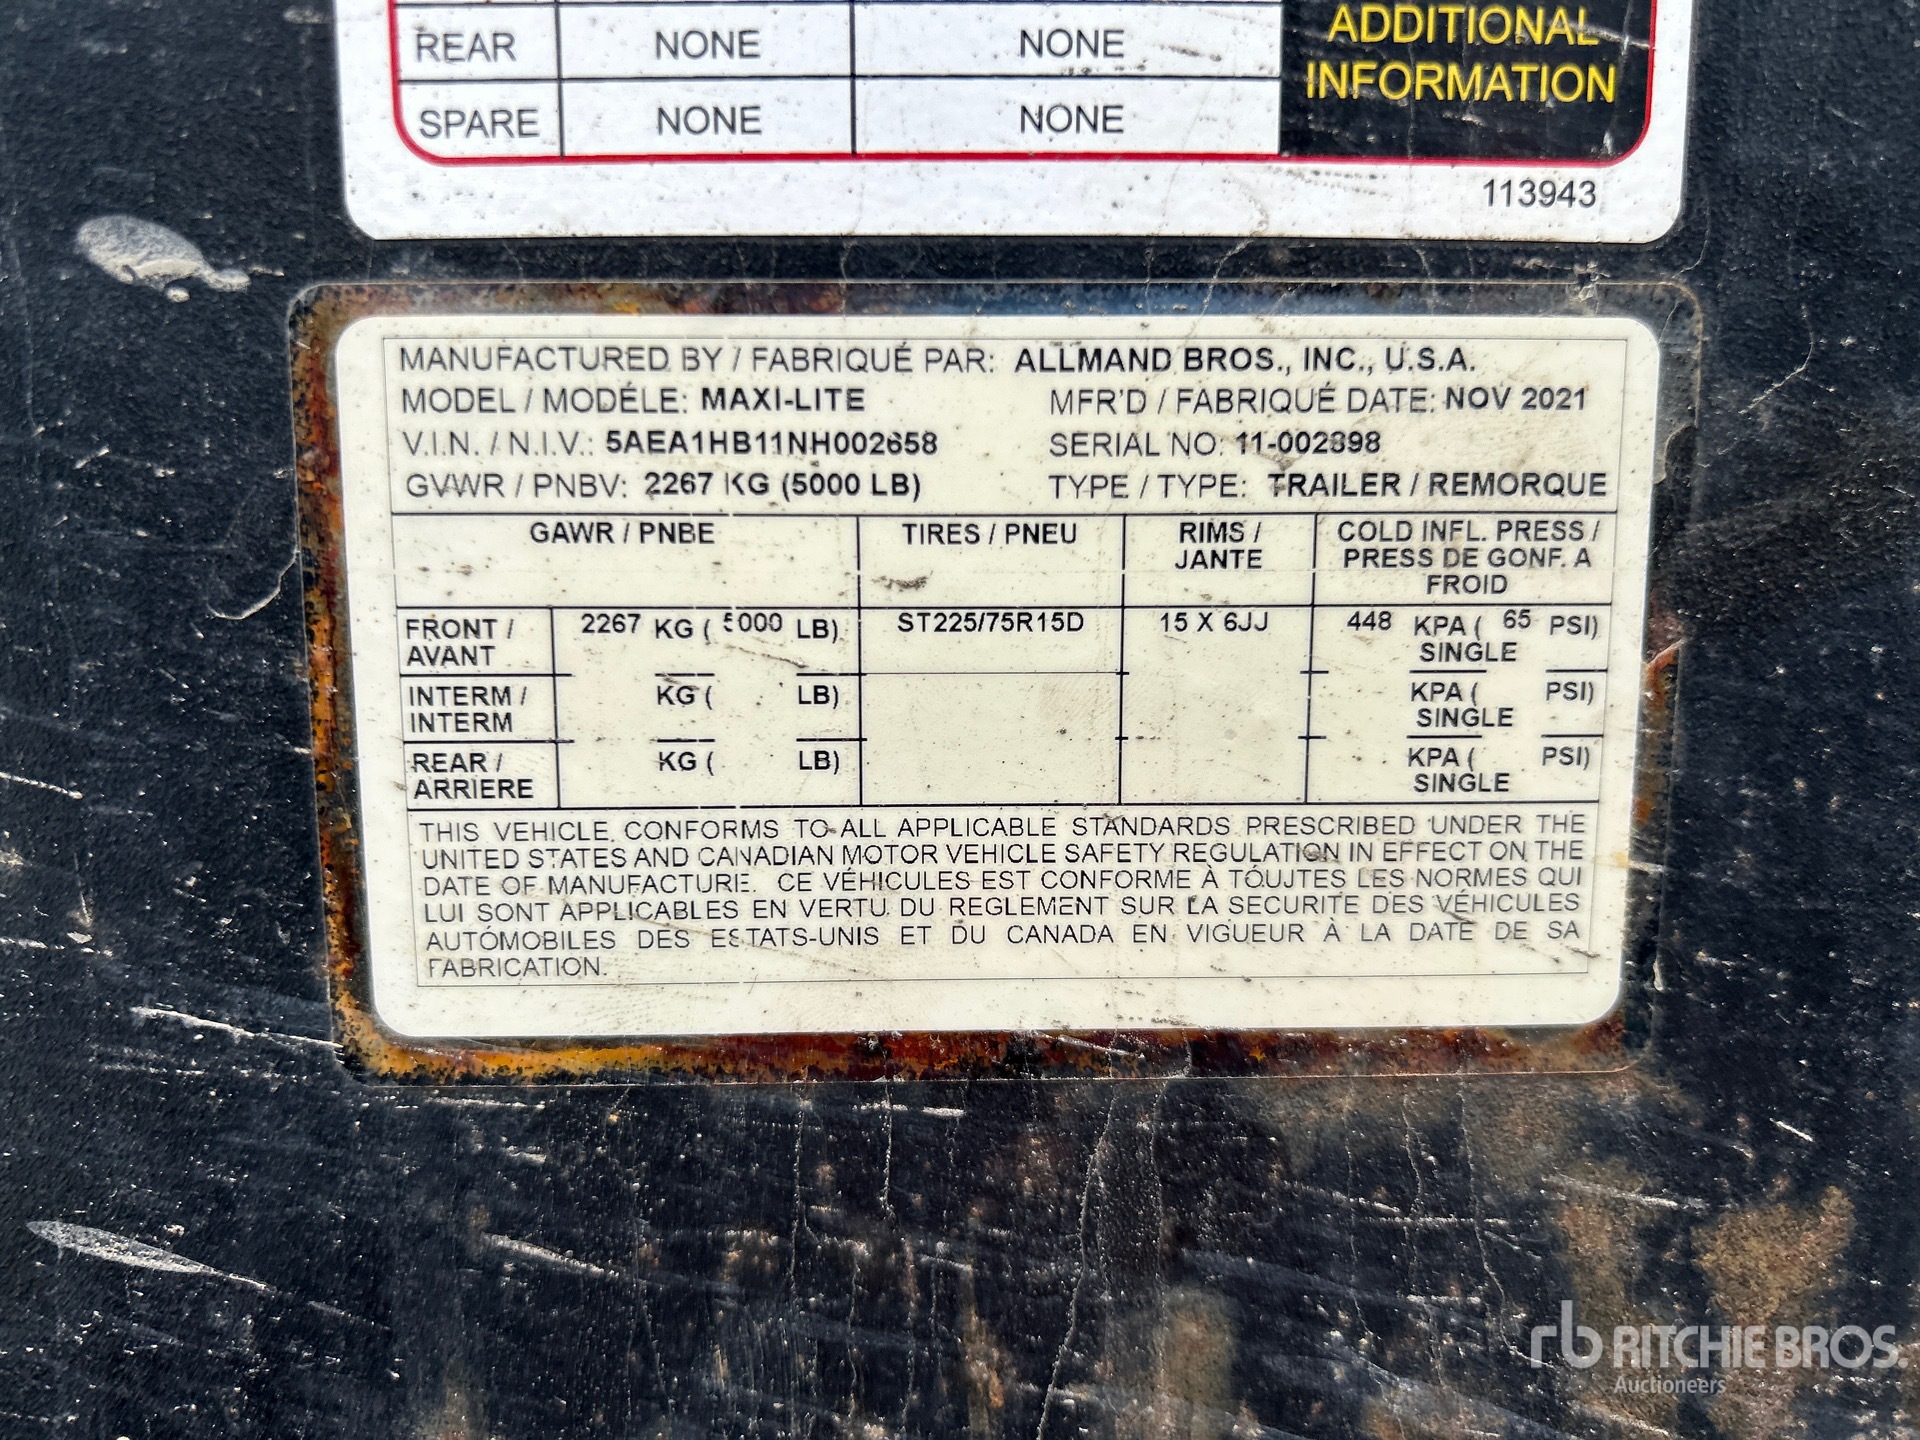 REAR NONE NONE
SPARE NONE NONE
ADDITIONAL
INFORMATION
113943
MANUFACTURED BY / FABRIQUÉ PAR: ALLMAND BROS., INC., U.S.A.
MODEL / MODÉLE: MAXI-LITE MFR'D / FABRIQUÉ DATE: NOV 2021
V.I.N. / N.I.V.: 5AEA1HB11NH002658 SERIAL NO: 11-002898
GVWR / PNBV: 2267 KG (5000 LB) TYPE / TYPE: TRAILER / REMORQUE
GAWR / PNBE TIRES / PNEU RIMS / COLD INFL. PRESS /
JANTE PRESS DE GONF. A
FROID
FRONT / 2267 KG ( 5000 LB) ST225/75R15D 15 X 6JJ 448 KPA ( 65 PSI)
AVANT SINGLE
INTERM / KG ( LB) KPA ( PSI)
INTERM SINGLE
REAR / KG ( LB) KPA ( PSI)
ARRIERE SINGLE
THIS VEHICLE CONFORMS TO ALL APPLICABLE STANDARDS PRESCRIBED UNDER THE
UNITED STATES AND CANADIAN MOTOR VEHICLE SAFETY REGULATION IN EFFECT ON THE
DATE OF MANUFACTURE. CE VÉHICULES EST CONFORME À TÓUJTES LES NORMES QUI
LUI SONT APPLICABLES EN VERTU DU REGLEMENT SUR LA SECURITE DES VÉHICULES
AUTÓMOBILES DES ESTATS-UNIS ET DU CANADA EN VIGUEUR À LA DATE DE SA
FABRICATION.
rb RITCHIE BROS.
Auctioneers